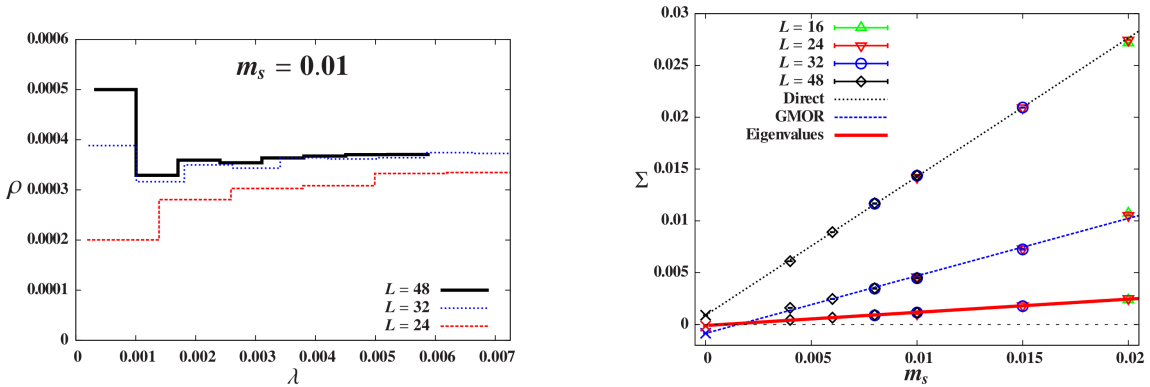 0.0006
0.0005
0.0004
0.0003
0.0002
0.0001
0
ρ
m_s = 0.01
L = 48
L = 32
L = 24
0 0.001 0.002 0.003 0.004 0.005 0.006 0.007
λ
0.03
0.025
0.02
0.015
0.01
0.005
0
Σ
L = 16
L = 24
L = 32
L = 48
Direct
GMOR
Eigenvalues
0 0.005 0.01 0.015 0.02
m_s